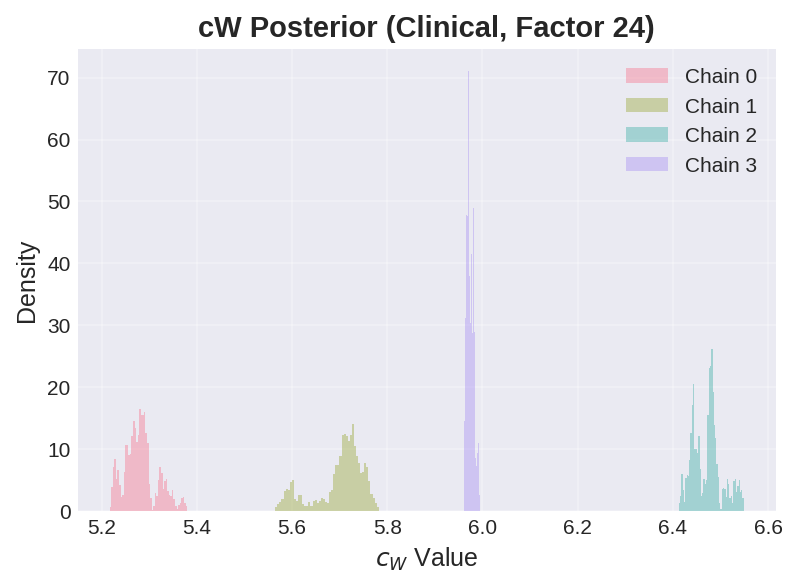 cW Posterior (Clinical, Factor 24)
Chain 0
Chain 1
Chain 2
Chain 3
Density
70
60
50
40
30
20
10
0
5.2 5.4 5.6 5.8 6.0 6.2 6.4 6.6
c_W Value